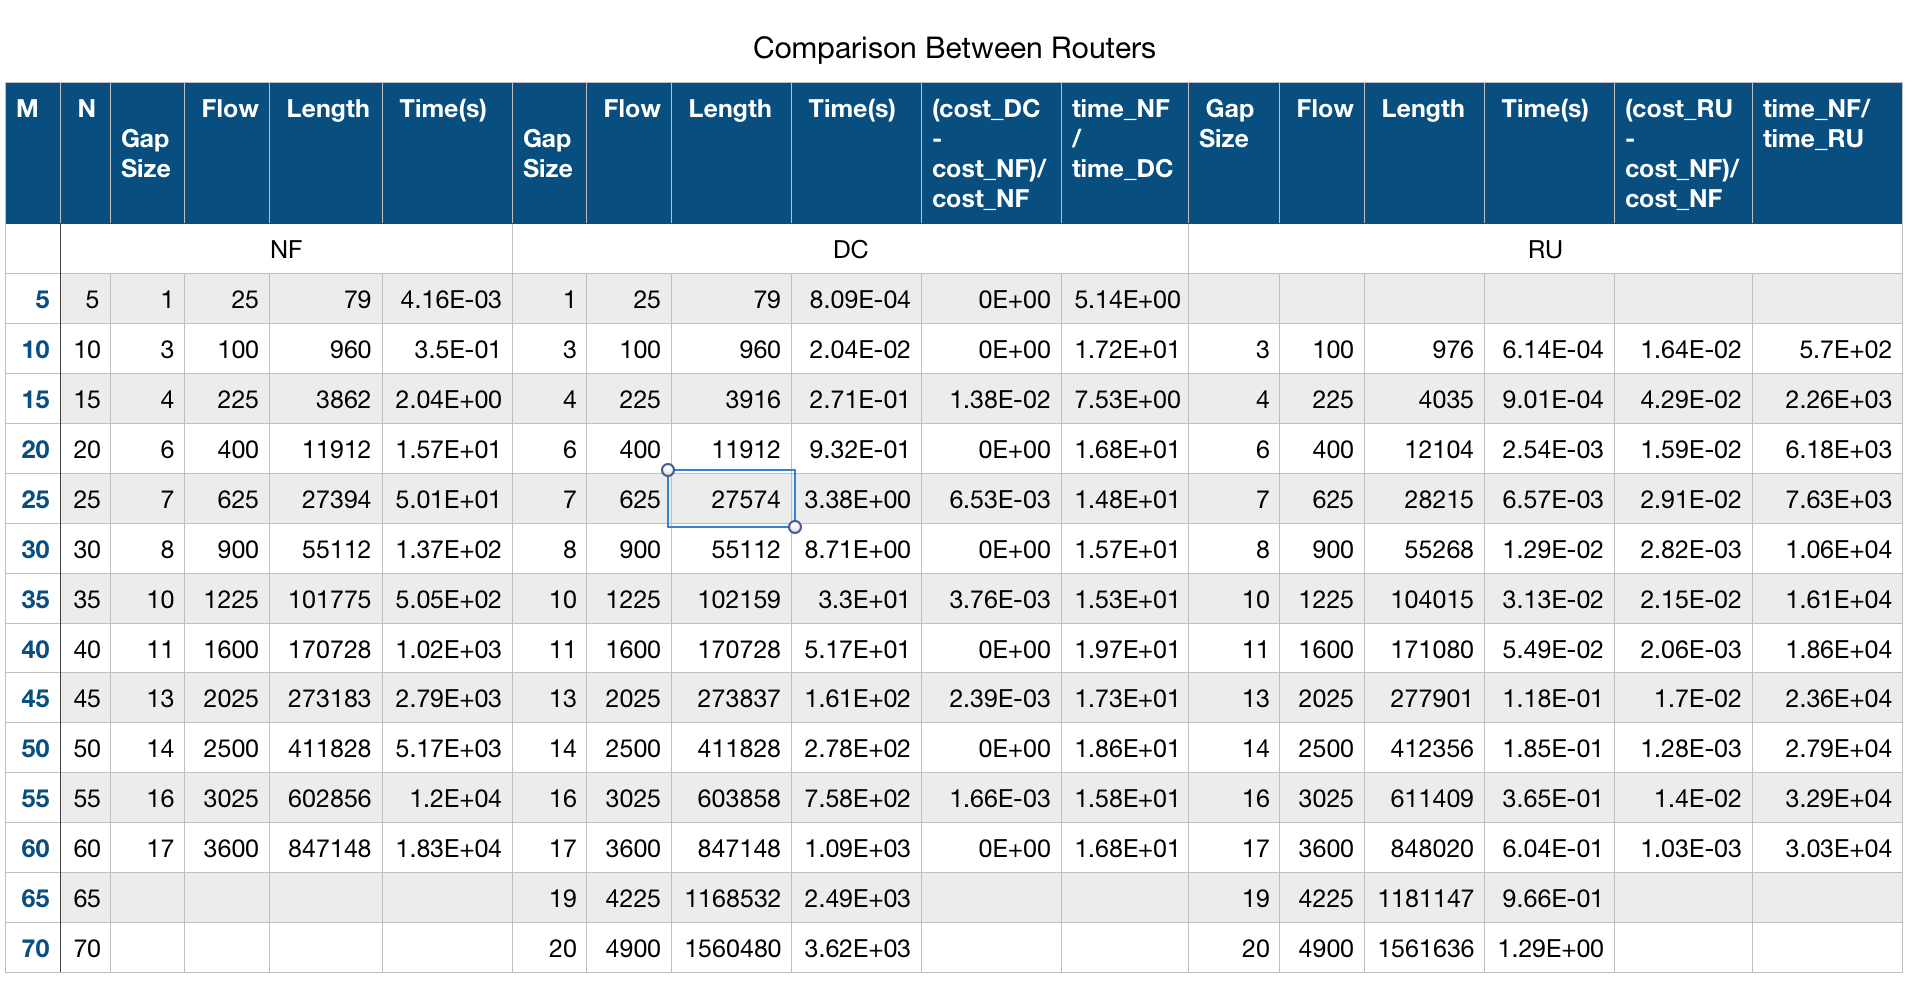 Comparison Between Routers
M N Gap Size Flow Length Time(s) Gap Size Flow Length Time(s) (cost_DC - cost_NF)/ cost_NF time_NF / time_DC Gap Size Flow Length Time(s) (cost_RU - cost_NF)/ cost_NF time_NF/ time_RU
NF DC RU
5 5 1 25 79 4.16E-03 1 25 79 8.09E-04 0E+00 5.14E+00
10 10 3 100 960 3.5E-01 3 100 960 2.04E-02 0E+00 1.72E+01 3 100 976 6.14E-04 1.64E-02 5.7E+02
15 15 4 225 3862 2.04E+00 4 225 3916 2.71E-01 1.38E-02 7.53E+00 4 225 4035 9.01E-04 4.29E-02 2.26E+03
20 20 6 400 11912 1.57E+01 6 400 11912 9.32E-01 0E+00 1.68E+01 6 400 12104 2.54E-03 1.59E-02 6.18E+03
25 25 7 625 27394 5.01E+01 7 625 27574 3.38E+00 6.53E-03 1.48E+01 7 625 28215 6.57E-03 2.91E-02 7.63E+03
30 30 8 900 55112 1.37E+02 8 900 55112 8.71E+00 0E+00 1.57E+01 8 900 55268 1.29E-02 2.82E-03 1.06E+04
35 35 10 1225 101775 5.05E+02 10 1225 102159 3.3E+01 3.76E-03 1.53E+01 10 1225 104015 3.13E-02 2.15E-02 1.61E+04
40 40 11 1600 170728 1.02E+03 11 1600 170728 5.17E+01 0E+00 1.97E+01 11 1600 171080 5.49E-02 2.06E-03 1.86E+04
45 45 13 2025 273183 2.79E+03 13 2025 273837 1.61E+02 2.39E-03 1.73E+01 13 2025 277901 1.18E-01 1.7E-02 2.36E+04
50 50 14 2500 411828 5.17E+03 14 2500 411828 2.78E+02 0E+00 1.86E+01 14 2500 412356 1.85E-01 1.28E-03 2.79E+04
55 55 16 3025 602856 1.2E+04 16 3025 603858 7.58E+02 1.66E-03 1.58E+01 16 3025 611409 3.65E-01 1.4E-02 3.29E+04
60 60 17 3600 847148 1.83E+04 17 3600 847148 1.09E+03 0E+00 1.68E+01 17 3600 848020 6.04E-01 1.03E-03 3.03E+04
65 65 19 4225 1168532 2.49E+03 19 4225 1181147 9.66E-01
70 70 20 4900 1560480 3.62E+03 20 4900 1561636 1.29E+00